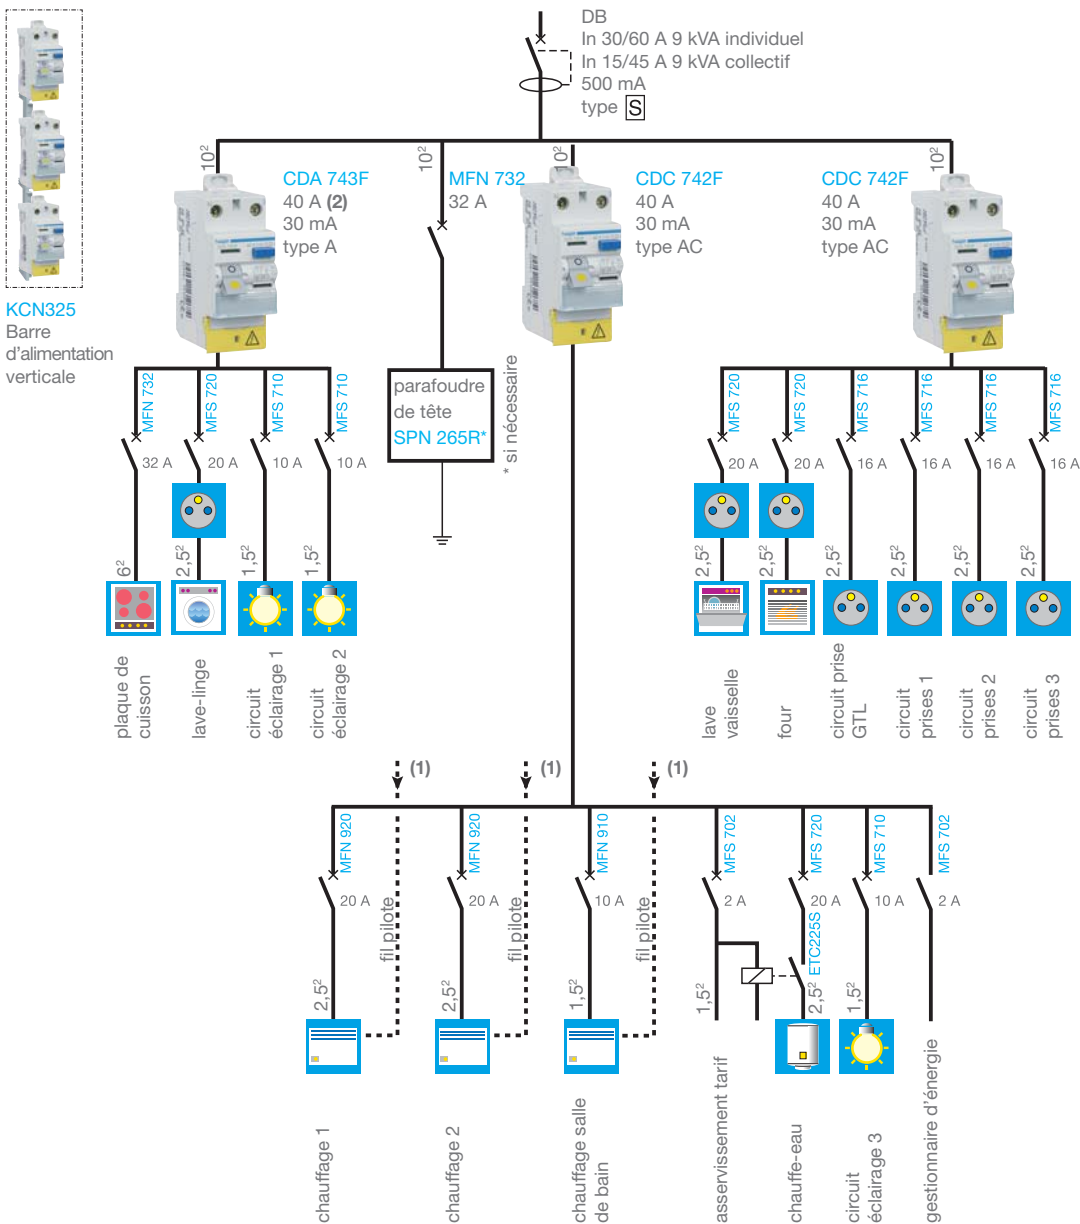 DB
In 30/60 A 9 kVA individuel
In 15/45 A 9 kVA collectif
500 mA
type S
KCN325
Barre
d'alimentation
verticale
10²
CDA 743F
40 A (2)
30 mA
type A
10²
MFN 732
32 A
10²
CDC 742F
40 A
30 mA
type AC
10²
CDC 742F
40 A
30 mA
type AC
parafoudre
de tête
SPN 265R*
* si nécessaire
MFN 732
32 A
6²
plaque de
cuisson
MFS 720
20 A
2,5²
lave-linge
MFS 710
10 A
1,5²
circuit
éclairage 1
MFS 710
10 A
1,5²
circuit
éclairage 2
MFS 720
20 A
2,5²
lave
vaisselle
MFS 720
20 A
2,5²
four
MFS 716
16 A
2,5²
circuit prise
GTL
MFS 716
16 A
2,5²
circuit
prises 1
MFS 716
16 A
2,5²
circuit
prises 2
MFS 716
16 A
2,5²
circuit
prises 3
MFN 920
20 A
2,5²
(1)
fil pilote
chauffage 1
MFN 920
20 A
2,5²
(1)
fil pilote
chauffage 2
MFN 910
10 A
1,5²
(1)
fil pilote
chauffage salle
de bain
MFS 702
2 A
1,5²
asservissement tarif
MFS 720
20 A
ETC225S
2,5²
chauffe-eau
MFS 710
10 A
1,5²
circuit
éclairage 3
MFS 702
2 A
gestionnaire d'énergie